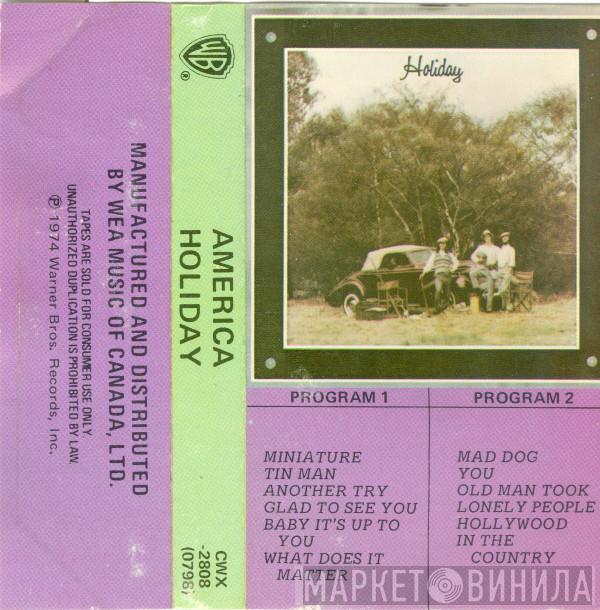 MANUFACTURED AND DISTRIBUTED
BY WEA MUSIC OF CANADA, LTD.
TAPES ARE SOLD FOR CONSUMER USE ONLY.
UNAUTHORIZED DUPLICATION IS PROHIBITED BY LAW.
℗ 1974 Warner Bros. Records, Inc.
WB
®
AMERICA
HOLIDAY
CWX
-2808
(0798)
Holiday
PROGRAM 1
MINIATURE
TIN MAN
ANOTHER TRY
GLAD TO SEE YOU
BABY IT'S UP TO
YOU
WHAT DOES IT
MATTER
PROGRAM 2
MAD DOG
YOU
OLD MAN TOOK
LONELY PEOPLE
HOLLYWOOD
IN THE
COUNTRY
МАРКЕТ ВИНИЛА